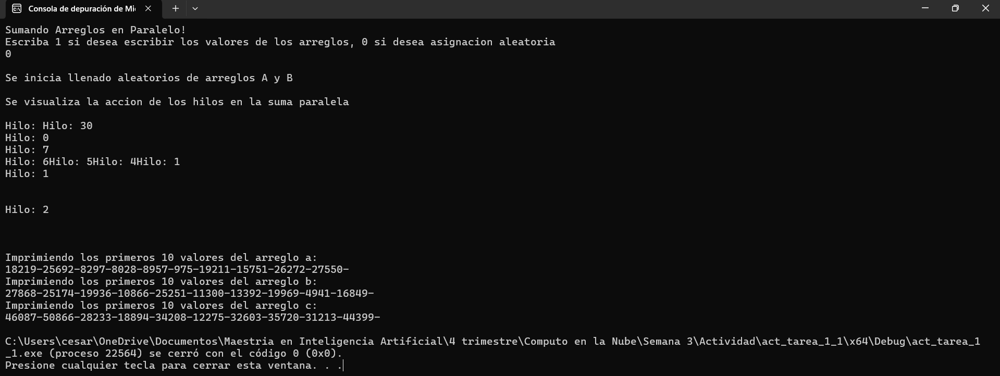 Consola de depuración de Mi
Sumando Arreglos en Paralelo!
Escriba 1 si desea escribir los valores de los arreglos, 0 si desea asignacion aleatoria
0
Se inicia llenado aleatorios de arreglos A y B
Se visualiza la accion de los hilos en la suma paralela
Hilo: Hilo: 30
Hilo: 0
Hilo: 7
Hilo: 6Hilo: 5Hilo: 4Hilo: 1
Hilo: 1
Hilo: 2
Imprimiendo los primeros 10 valores del arreglo a:
18219-25692-8297-8028-8957-975-19211-15751-26272-27550-
Imprimiendo los primeros 10 valores del arreglo b:
27868-25174-19936-10866-25251-11300-13392-19969-4941-16849-
Imprimiendo los primeros 10 valores del arreglo c:
46087-50866-28233-18894-34208-12275-32603-35720-31213-44399-
C:\Users\cesar\OneDrive\Documentos\Maestria en Inteligencia Artificial\4 trimestre\Computo en la Nube\Semana 3\Actividad\act_tarea_1_1\x64\Debug\act_tarea_1
_1.exe (proceso 22564) se cerró con el código 0 (0x0).
Presione cualquier tecla para cerrar esta ventana. . .